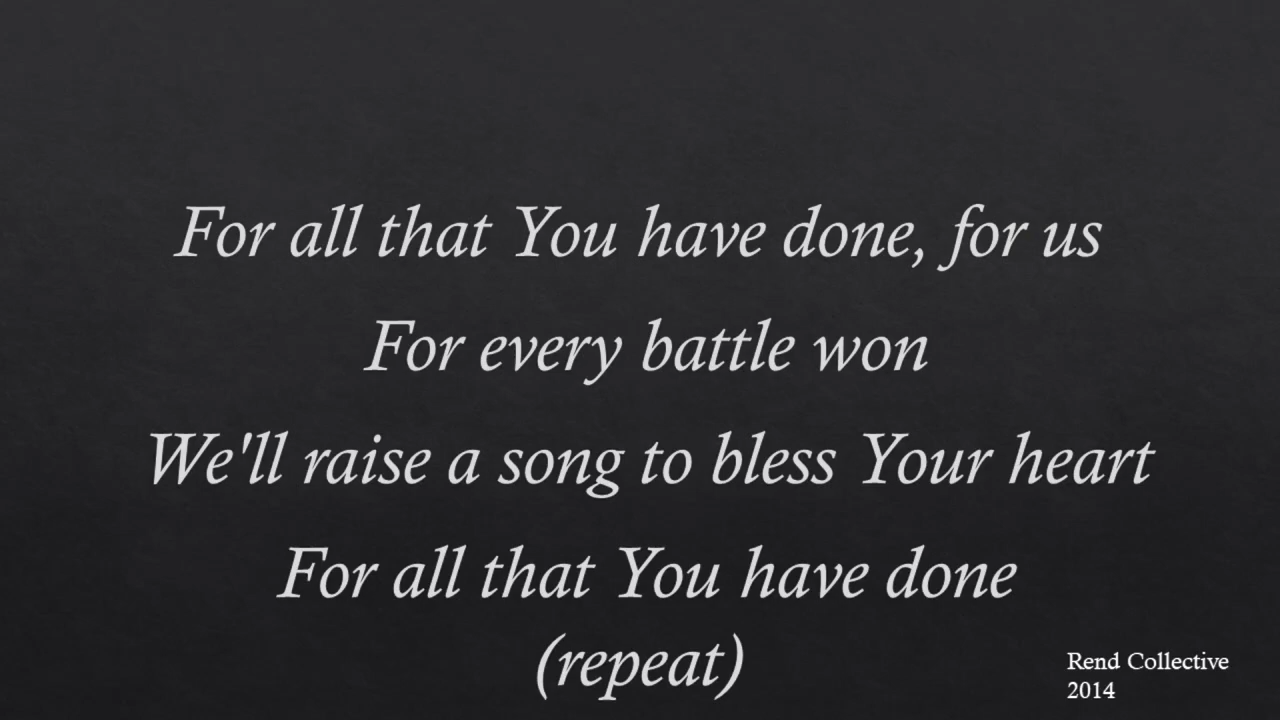 For all that You have done, for us
For every battle won
We'll raise a song to bless Your heart
For all that You have done
(repeat)
Rend Collective
2014